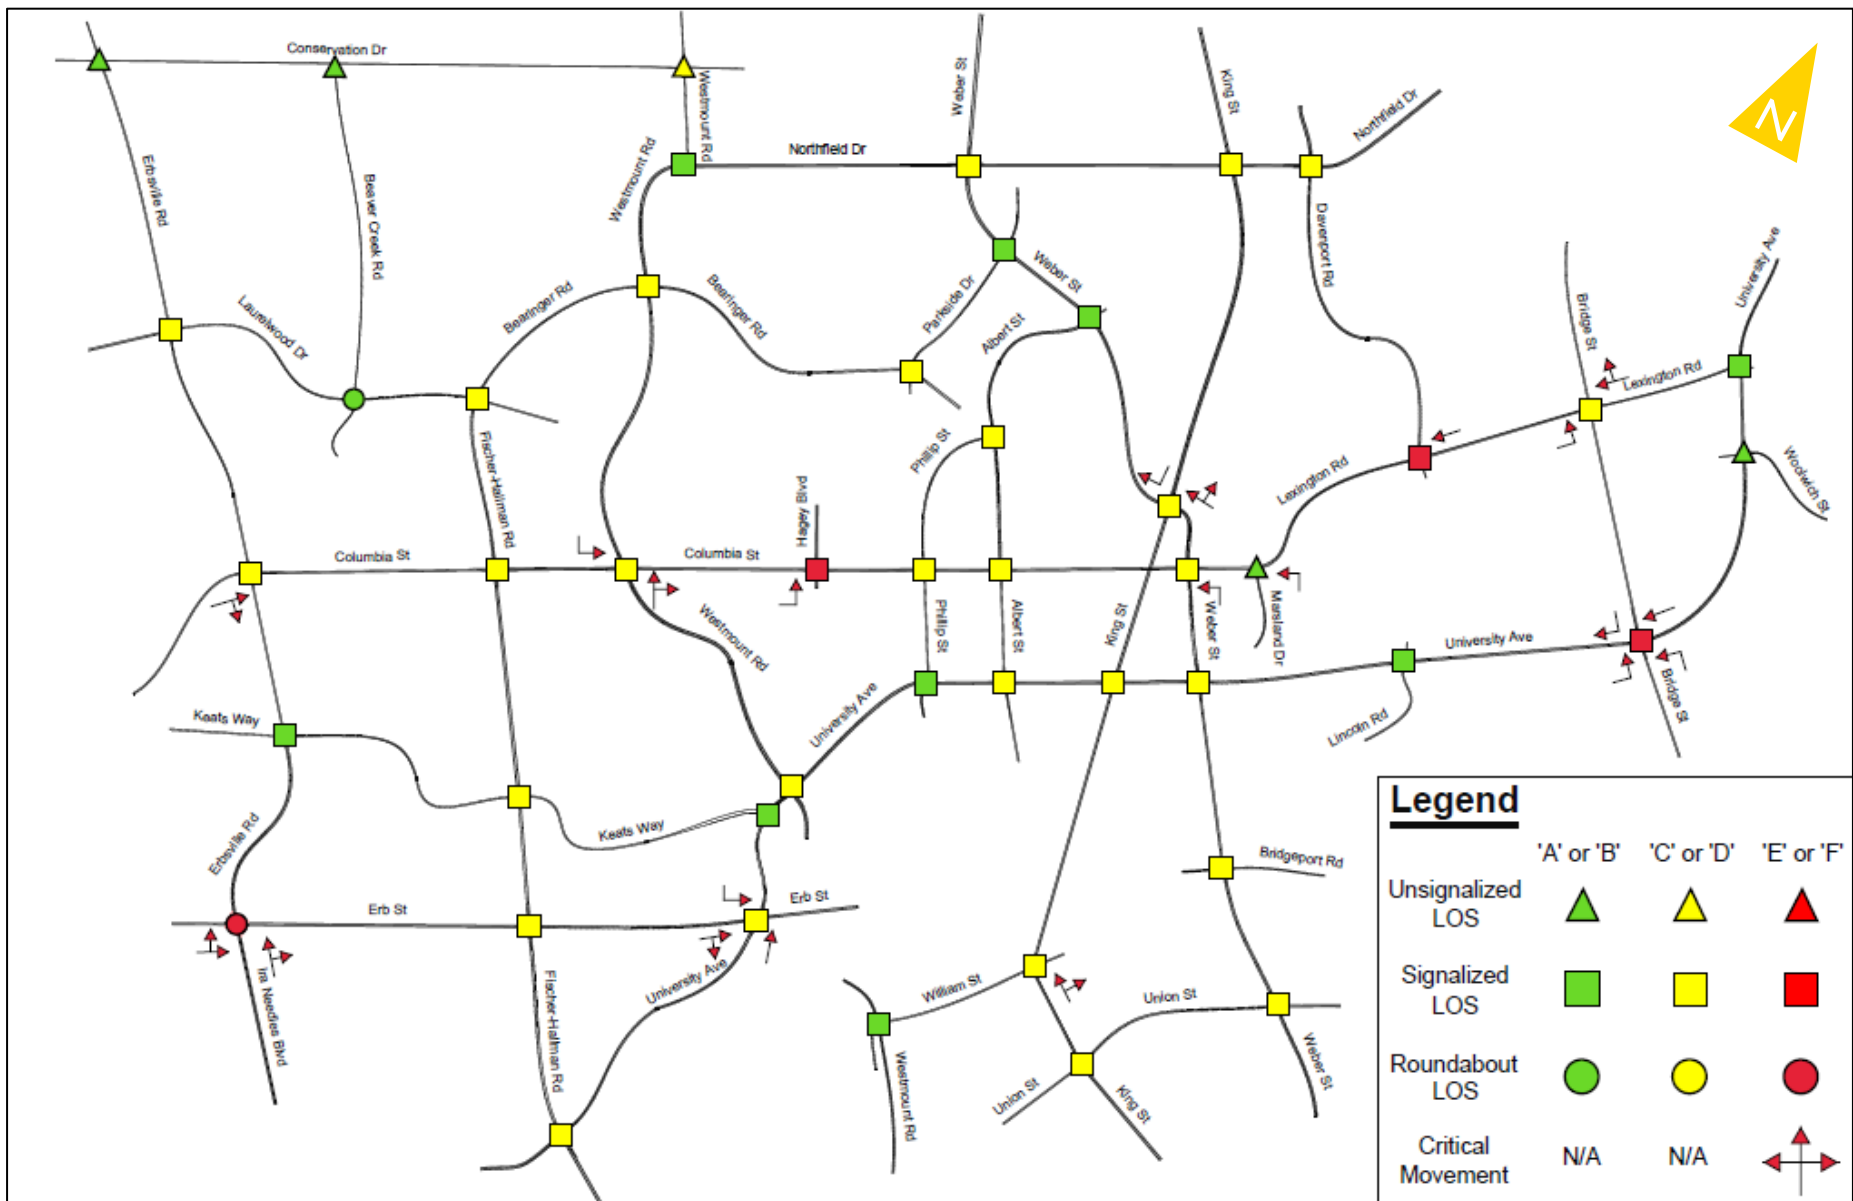 Conservation Dr
Westmount Rd
Weber St
King St
Northfield Dr
N
Erbsville Rd
Beaver Creek Rd
Westmount Rd
Northfield Dr
Davenport Rd
University Ave
Laurelwood Dr
Bearinger Rd
Bearinger Rd
Parkside Dr
Weber St
Albert St
Bridge St
Lexington Rd
Fischer-Hallman Rd
Hagey Blvd
Phillip St
Lexington Rd
Woolwich St
Columbia St
Columbia St
Westmount Rd
Phillip St
Albert St
King St
Weber St
Marsland Dr
University Ave
Bridge St
Keats Way
University Ave
Lincoln Rd
Erbsville Rd
Keats Way
Bridgeport Rd
Erb St
Erb St
Ira Needles Blvd
Fischer-Hallman Rd
University Ave
William St
Union St
Westmount Rd
Union St
King St
Weber St
Legend
'A' or 'B' 'C' or 'D' 'E' or 'F'
Unsignalized
LOS
Signalized
LOS
Roundabout
LOS
Critical
Movement
N/A N/A